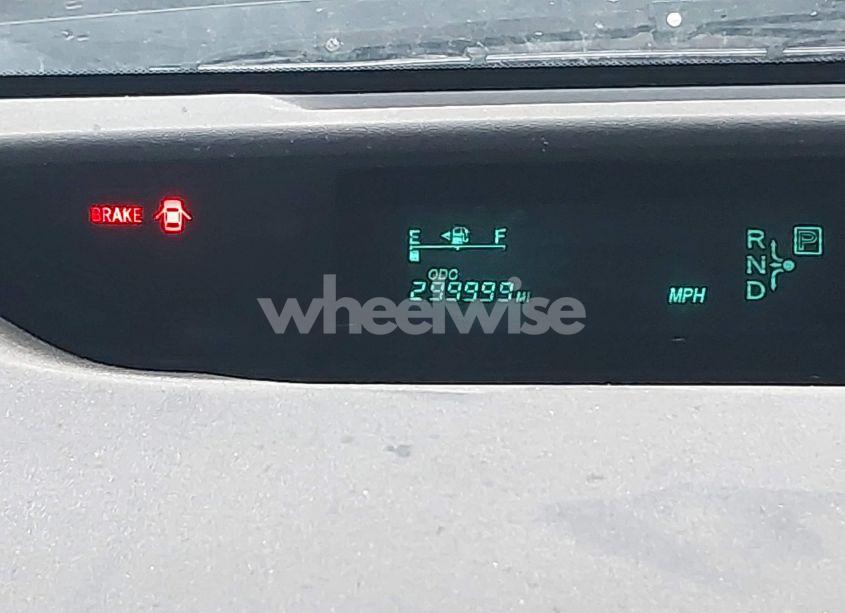 BRAKE
E F
ODO
299999 MI
MPH
R
P
N
D
wheelwise